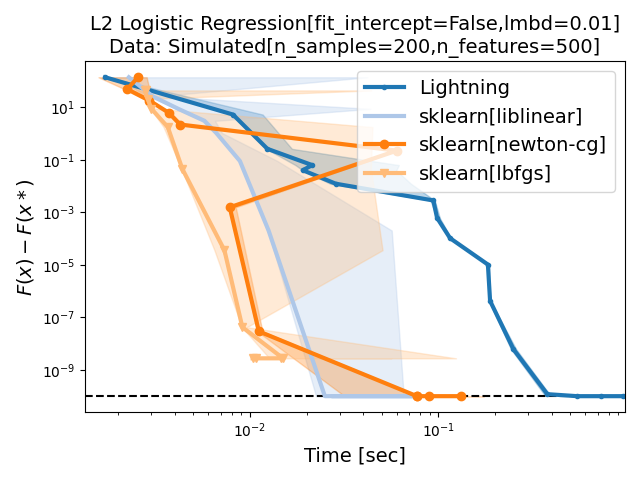 L2 Logistic Regression[fit_intercept=False,lmbd=0.01]
Data: Simulated[n_samples=200,n_features=500]
Lightning
sklearn[liblinear]
sklearn[newton-cg]
sklearn[lbfgs]
F(x) − F(x*)
10¹
10⁻¹
10⁻³
10⁻⁵
10⁻⁷
10⁻⁹
10⁻²
10⁻¹
Time [sec]